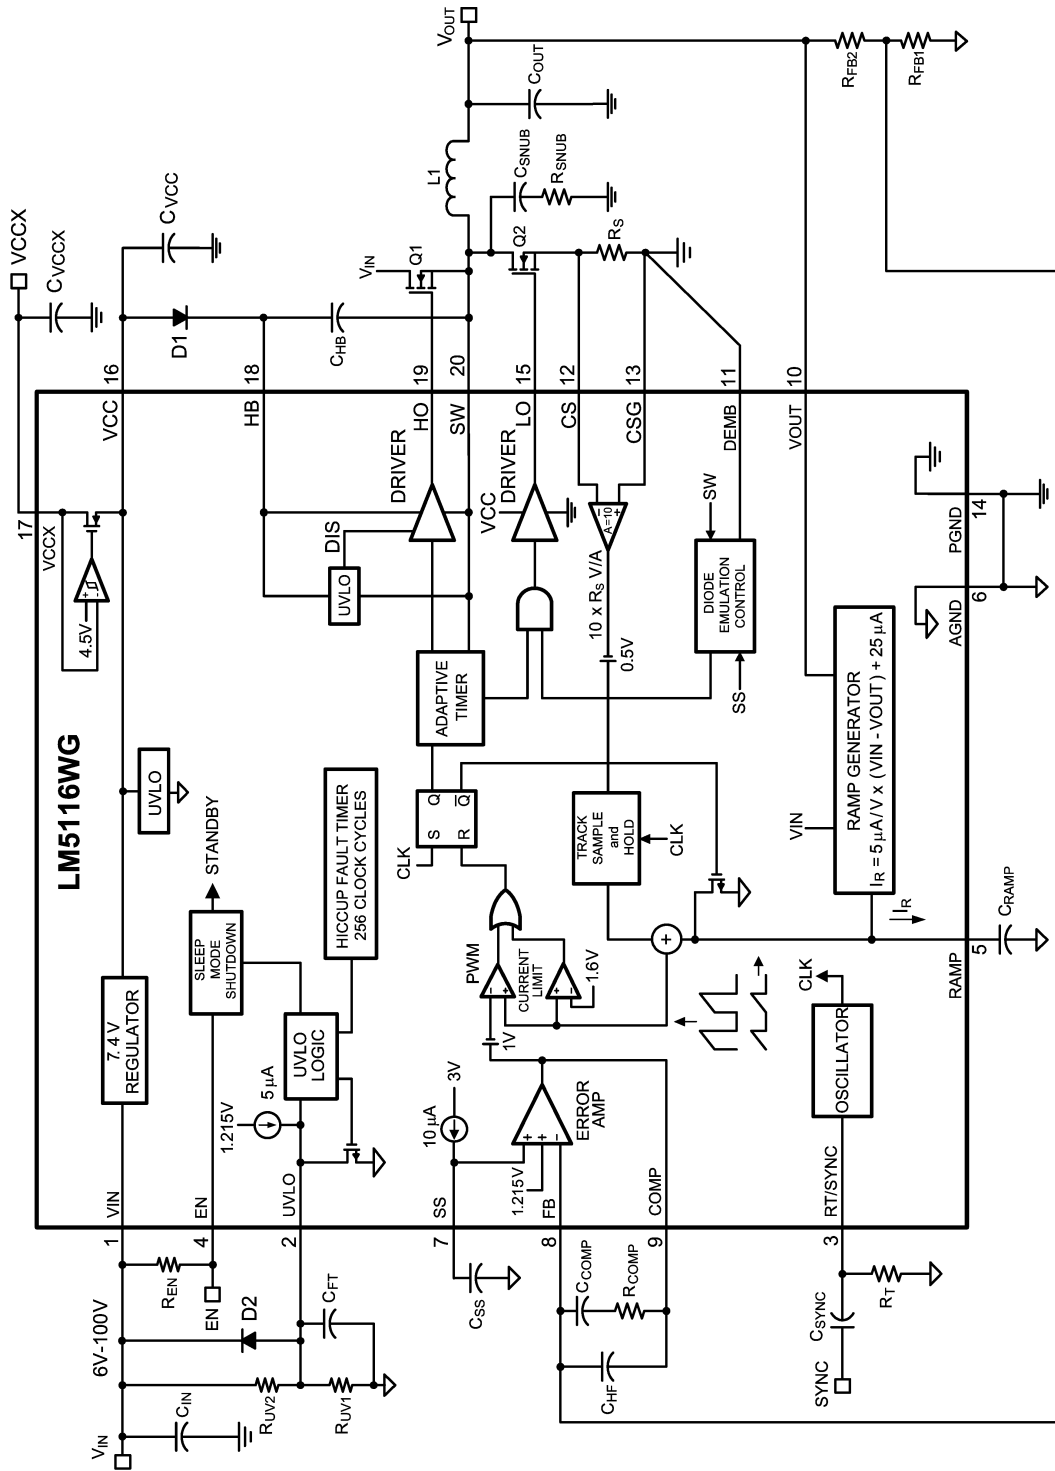 LM5116WG
VIN
6V-100V
CIN
RUV2
RUV1
D2
CFT
REN
EN
1
VIN
4
EN
2
UVLO
7.4 V
REGULATOR
SLEEP
MODE
SHUTDOWN
STANDBY
1.215V
5 µA
UVLO
LOGIC
HICCUP FAULT TIMER
256 CLOCK CYCLES
UVLO
4.5V
VCCX
17
VCCX
CVCCX
VCC
16
CVCC
D1
HB
18
CHB
UVLO
DIS
DRIVER
HO
19
SW
20
VIN
Q1
L1
VOUT
COUT
CSNUB
RSNUB
Q2
RS
VCC
DRIVER
LO
15
CS
12
CSG
13
A=10
10 x RS V/A
0.5V
ADAPTIVE
TIMER
CLK
S
Q
R
Q
7
SS
CSS
10 µA
3V
1.215V
8
FB
ERROR
AMP
9
COMP
CCOMP
RCOMP
CHF
1V
PWM
CURRENT
LIMIT
1.6V
TRACK
SAMPLE
and
HOLD
CLK
DIODE
EMULATION
CONTROL
SW
SS
DEMB
11
VOUT
10
RFB2
RFB1
VIN
RAMP GENERATOR
IR = 5 µA/V x (VIN - VOUT) + 25 µA
IR
RAMP
5
CRAMP
OSCILLATOR
CLK
3
RT/SYNC
SYNC
CSYNC
RT
AGND
6
PGND
14